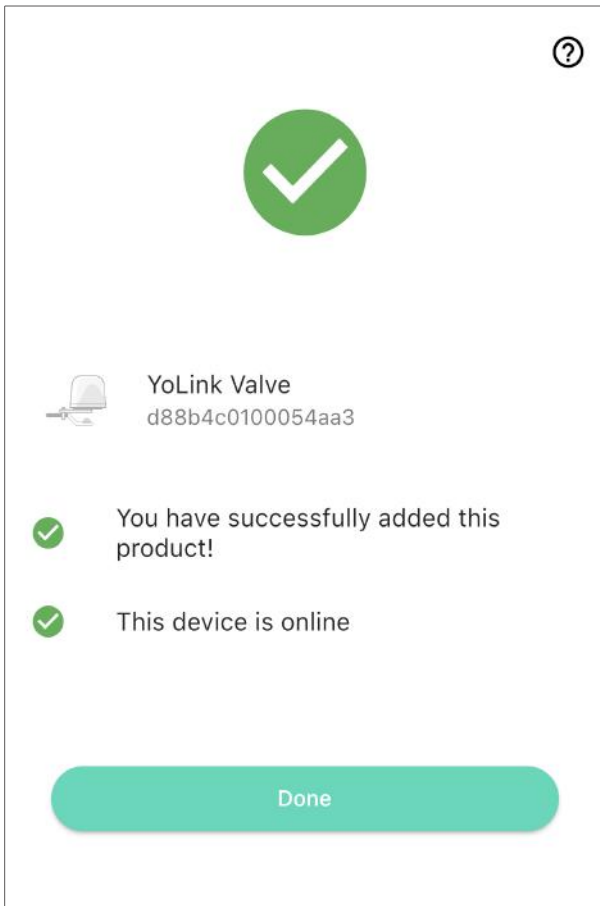 YoLink Valve
d88b4c0100054aa3
You have successfully added this
product!
This device is online
Done